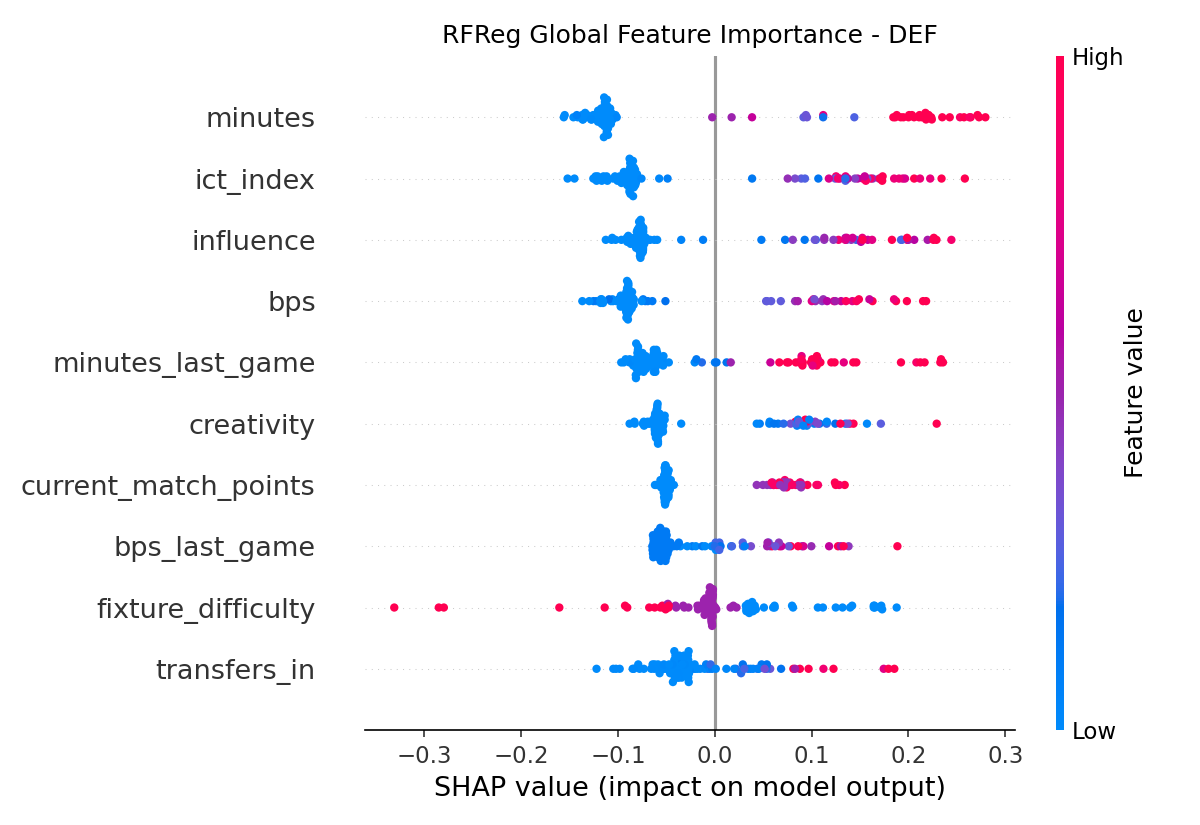 RFReg Global Feature Importance - DEF
High
minutes
ict_index
influence
bps
minutes_last_game
creativity
current_match_points
bps_last_game
fixture_difficulty
transfers_in
Feature value
Low
−0.3 −0.2 −0.1 0.0 0.1 0.2 0.3
SHAP value (impact on model output)